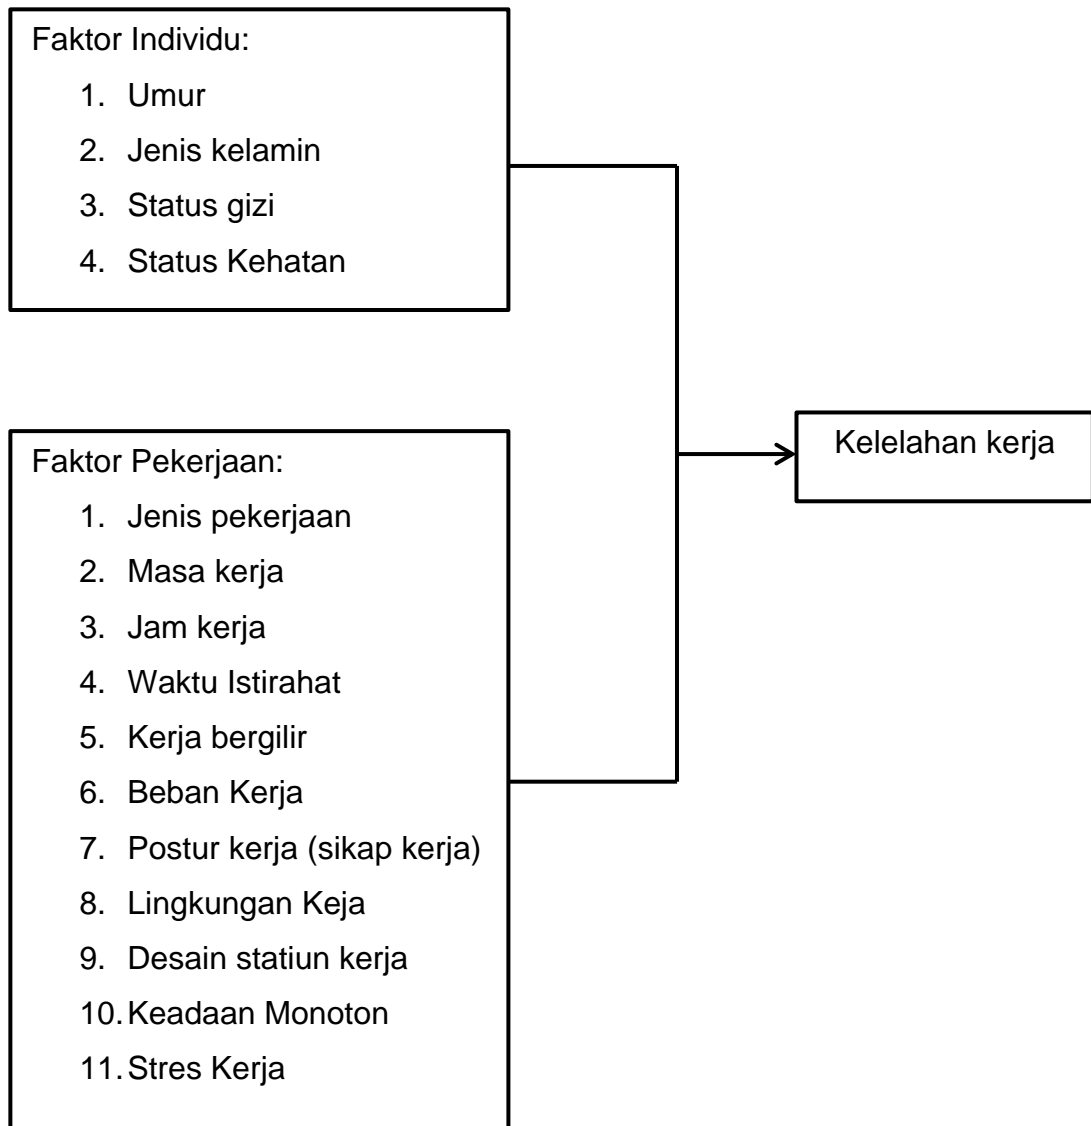 Faktor Individu:
1. Umur
2. Jenis kelamin
3. Status gizi
4. Status Kehatan
Faktor Pekerjaan:
1. Jenis pekerjaan
2. Masa kerja
3. Jam kerja
4. Waktu Istirahat
5. Kerja bergilir
6. Beban Kerja
7. Postur kerja (sikap kerja)
8. Lingkungan Keja
9. Desain statiun kerja
10. Keadaan Monoton
11. Stres Kerja
Kelelahan kerja